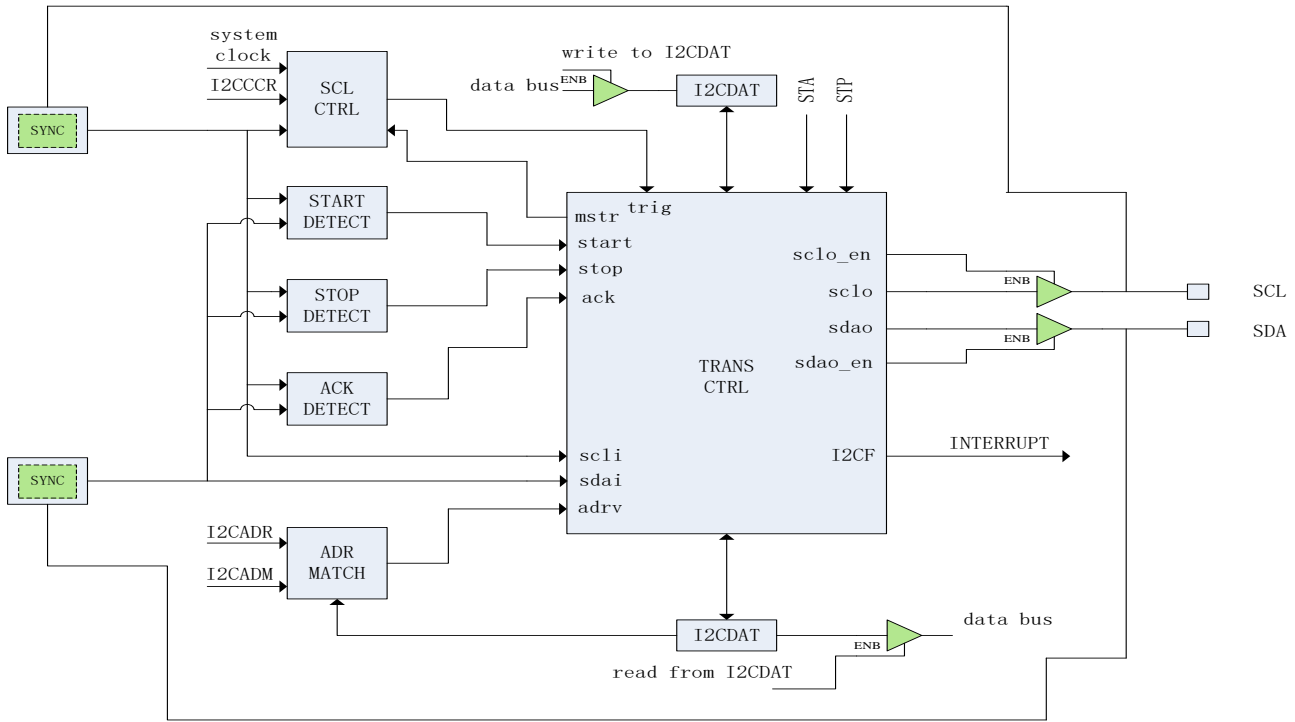 system
clock
I2CCCR
SCL
CTRL
write to I2CDAT
data bus
ENB
I2CDAT
STA
STP
SYNC
START
DETECT
STOP
DETECT
ACK
DETECT
mstr
trig
start
stop
ack
scli
sdai
adrv
TRANS
CTRL
sclo_en
sclo
sdao
sdao_en
I2CF
ENB
ENB
SCL
SDA
INTERRUPT
SYNC
I2CADR
I2CADM
ADR
MATCH
I2CDAT
ENB
data bus
read from I2CDAT